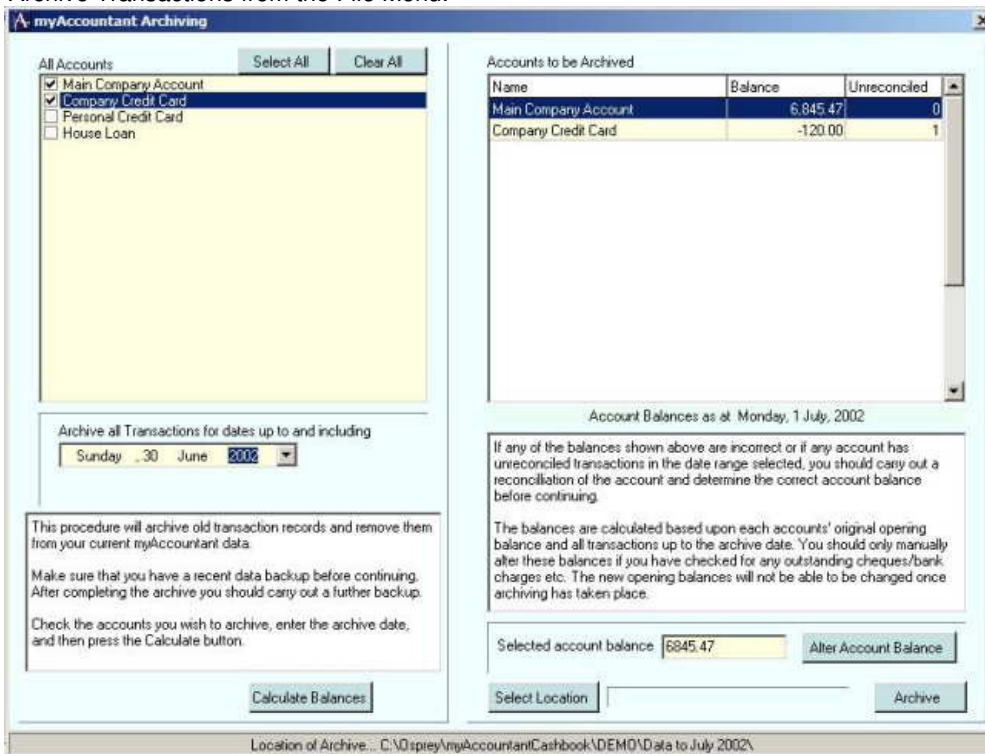 Archive Transactions from the File Menu.
myAccountant Archiving
All Accounts
Select All
Clear All
Main Company Account
Company Credit Card
Personal Credit Card
House Loan
Archive all Transactions for dates up to and including
Sunday , 30 June 2002
This procedure will archive old transaction records and remove them
from your current myAccountant data.
Make sure that you have a recent data backup before continuing.
After completing the archive you should carry out a further backup.
Check the accounts you wish to archive, enter the archive date,
and then press the Calculate button.
Calculate Balances
Accounts to be Archived
Name Balance Unreconciled
Main Company Account 6,845.47 0
Company Credit Card -120.00 1
Account Balances as at Monday, 1 July, 2002
If any of the balances shown above are incorrect or if any account has
unreconciled transactions in the date range selected, you should carry out a
reconciliation of the account and determine the correct account balance
before continuing.
The balances are calculated based upon each accounts' original opening
balance and all transactions up to the archive date. You should only manually
alter these balances if you have checked for any outstanding cheques/bank
charges etc. The new opening balances will not be able to be changed once
archiving has taken place.
Selected account balance 6845.47 Alter Account Balance
Select Location Archive
Location of Archive... C:\Osprey\myAccountantCashbook\DEMO\Data to July 2002\